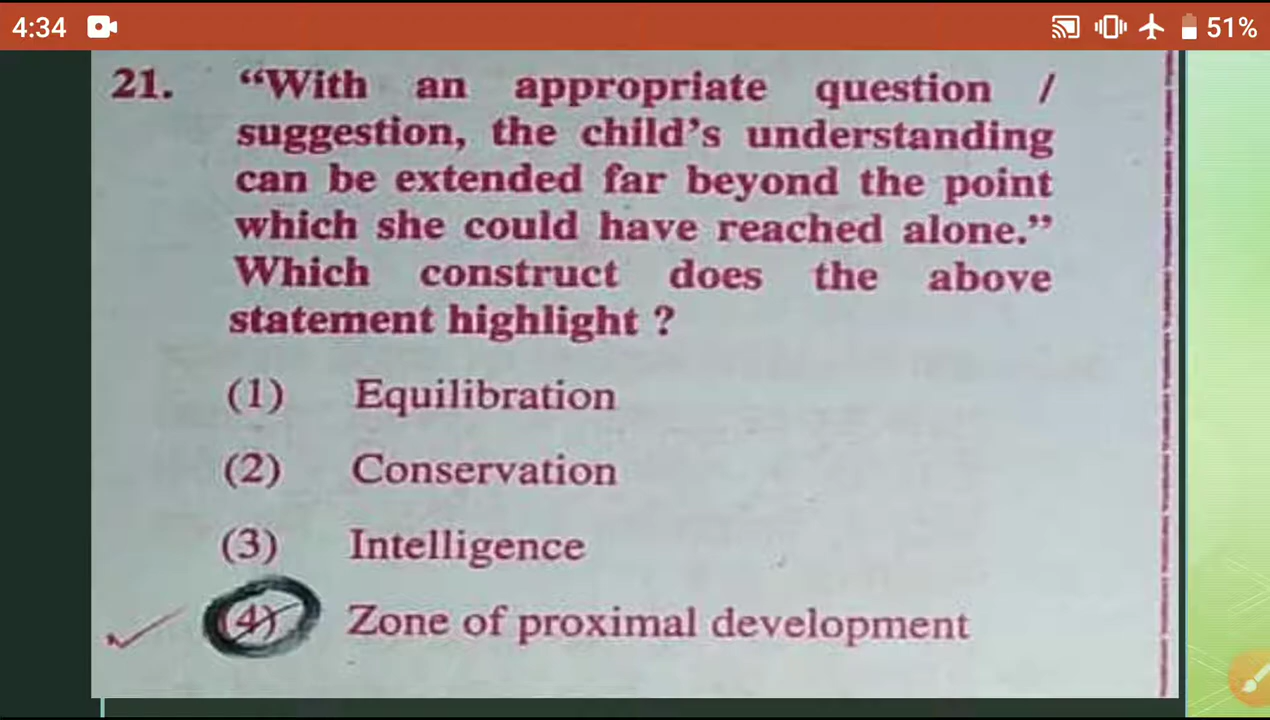 4:34 51%
21. “With an appropriate question /
suggestion, the child’s understanding
can be extended far beyond the point
which she could have reached alone.”
Which construct does the above
statement highlight ?
(1) Equilibration
(2) Conservation
(3) Intelligence
(4) Zone of proximal development